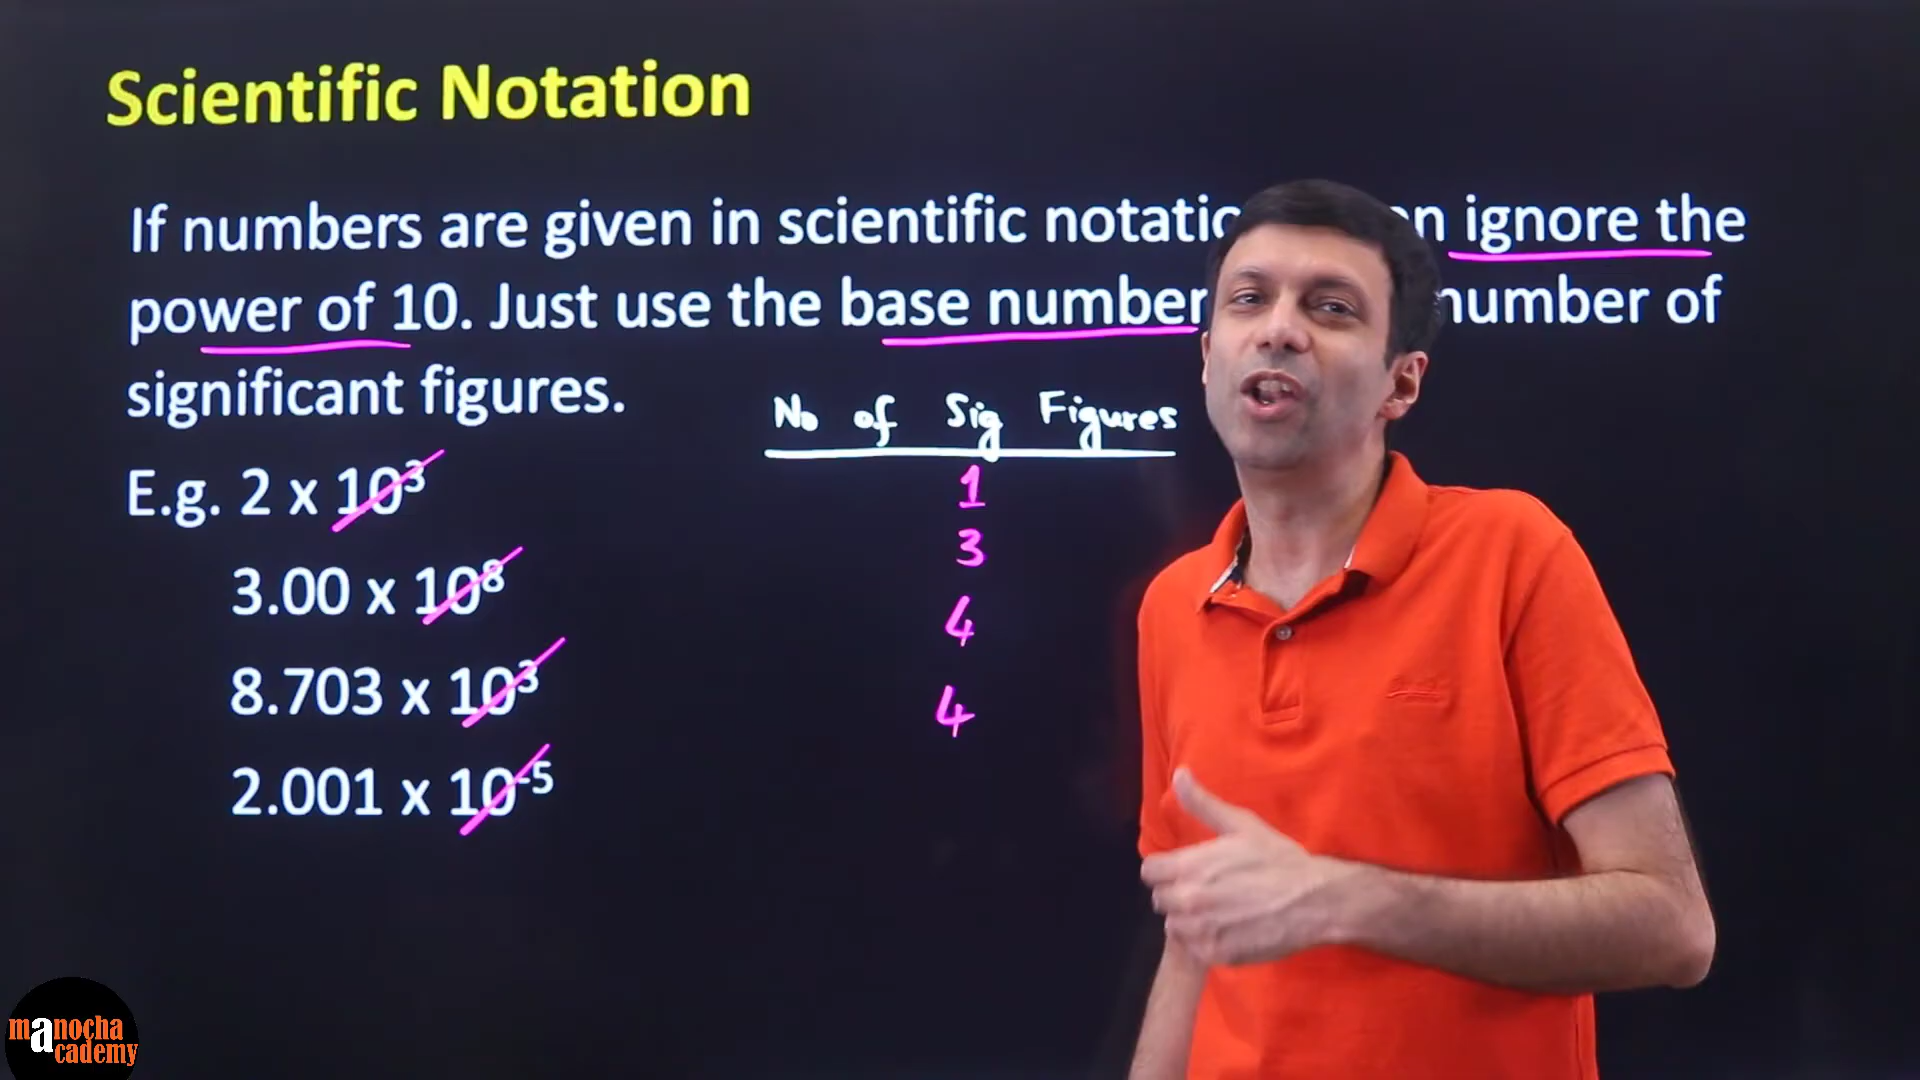 Scientific Notation
If numbers are given in scientific notatio n ignore the
power of 10. Just use the base number number of
significant figures.
No of Sig Figures
E.g. 2 x 10³ 1
3.00 x 10⁸ 3
8.703 x 10³ 4
2.001 x 10⁻⁵ 4
manocha
academy